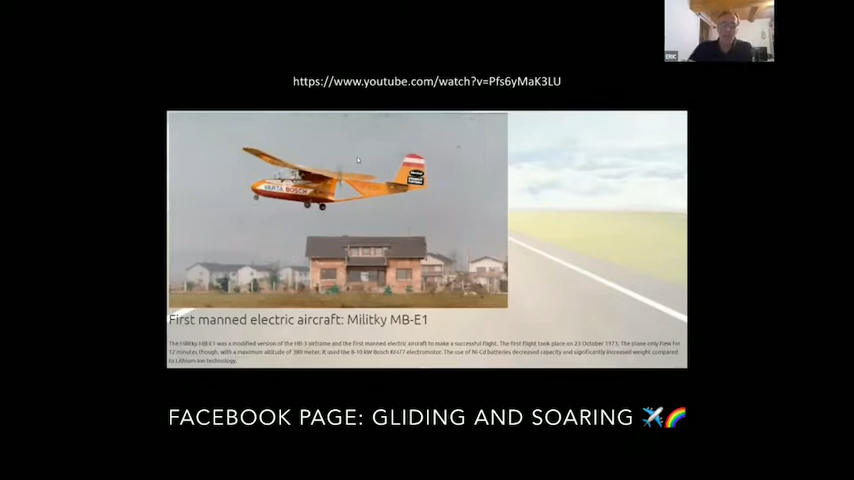 ERIC
https://www.youtube.com/watch?v=Pfs6yMaK3LU
VARTA BOSCH
First manned electric aircraft: Militky MB-E1
The Militky MB-E1 was a modified version of the HB-3 airframe and the first manned electric aircraft to make a successful flight. The first flight took place on 23 October 1973. The plane only flew for
12 minutes though, with a maximum altitude of 380 meter. It used the 8-10 kW Bosch KM77 electromotor. The use of Ni-Cd batteries decreased capacity and significantly increased weight compared
to Lithium-Ion technology.
FACEBOOK PAGE: GLIDING AND SOARING ✈️🌈